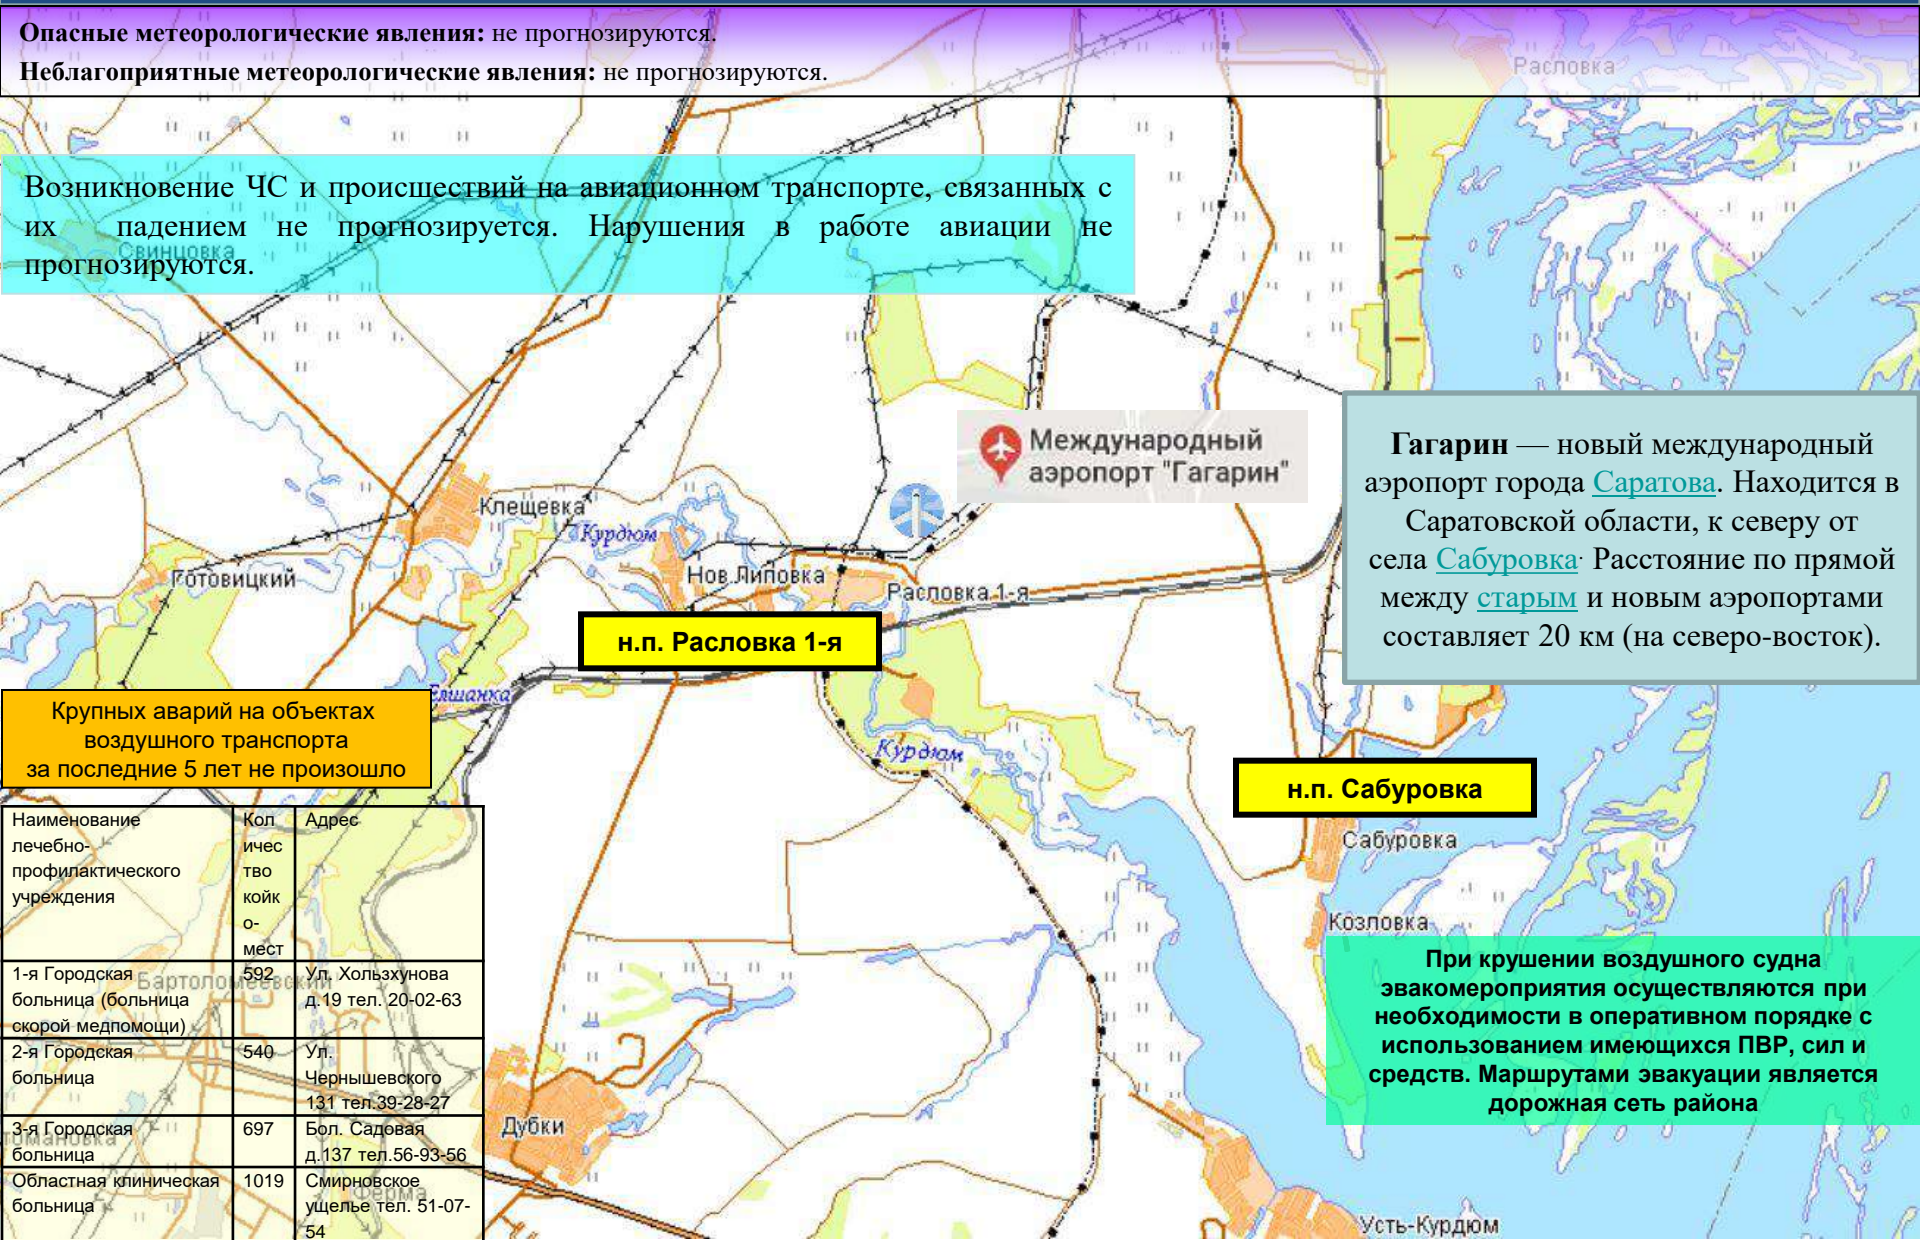 Опасные метеорологические явления: не прогнозируются.
Неблагоприятные метеорологические явления: не прогнозируются.
Расловка
Возникновение ЧС и происшествий на авиационном транспорте, связанных с
их падением не прогнозируется. Нарушения в работе авиации не
прогнозируются.
Свинцовка
Международный
аэропорт "Гагарин"
Гагарин — новый международный
аэропорт города Саратова. Находится в
Саратовской области, к северу от
села Сабуровка. Расстояние по прямой
между старым и новым аэропортами
составляет 20 км (на северо-восток).
Клещевка
Курдюм
Готовицкий
Нов.Липовка
Расловка 1-я
н.п. Расловка 1-я
Елшанка
Крупных аварий на объектах
воздушного транспорта
за последние 5 лет не произошло
Курдюм
н.п. Сабуровка
Сабуровка
Козловка
Наименование
лечебно-
профилактического
учреждения
Кол
ичес
тво
койк
о-
мест
Адрес
1-я Городская
больница (больница
скорой медпомощи)
592
Ул. Хользхунова
д.19 тел. 20-02-63
Бартоломеевский
2-я Городская
больница
540
Ул.
Чернышевского
131 тел.39-28-27
3-я Городская
больница
697
Бол. Садовая
д.137 тел.56-93-56
Областная клиническая
больница
1019
Смирновское
ущелье тел. 51-07-
54
Ферма
Дубки
При крушении воздушного судна
эвакомероприятия осуществляются при
необходимости в оперативном порядке с
использованием имеющихся ПВР, сил и
средств. Маршрутами эвакуации является
дорожная сеть района
Усть-Курдюм